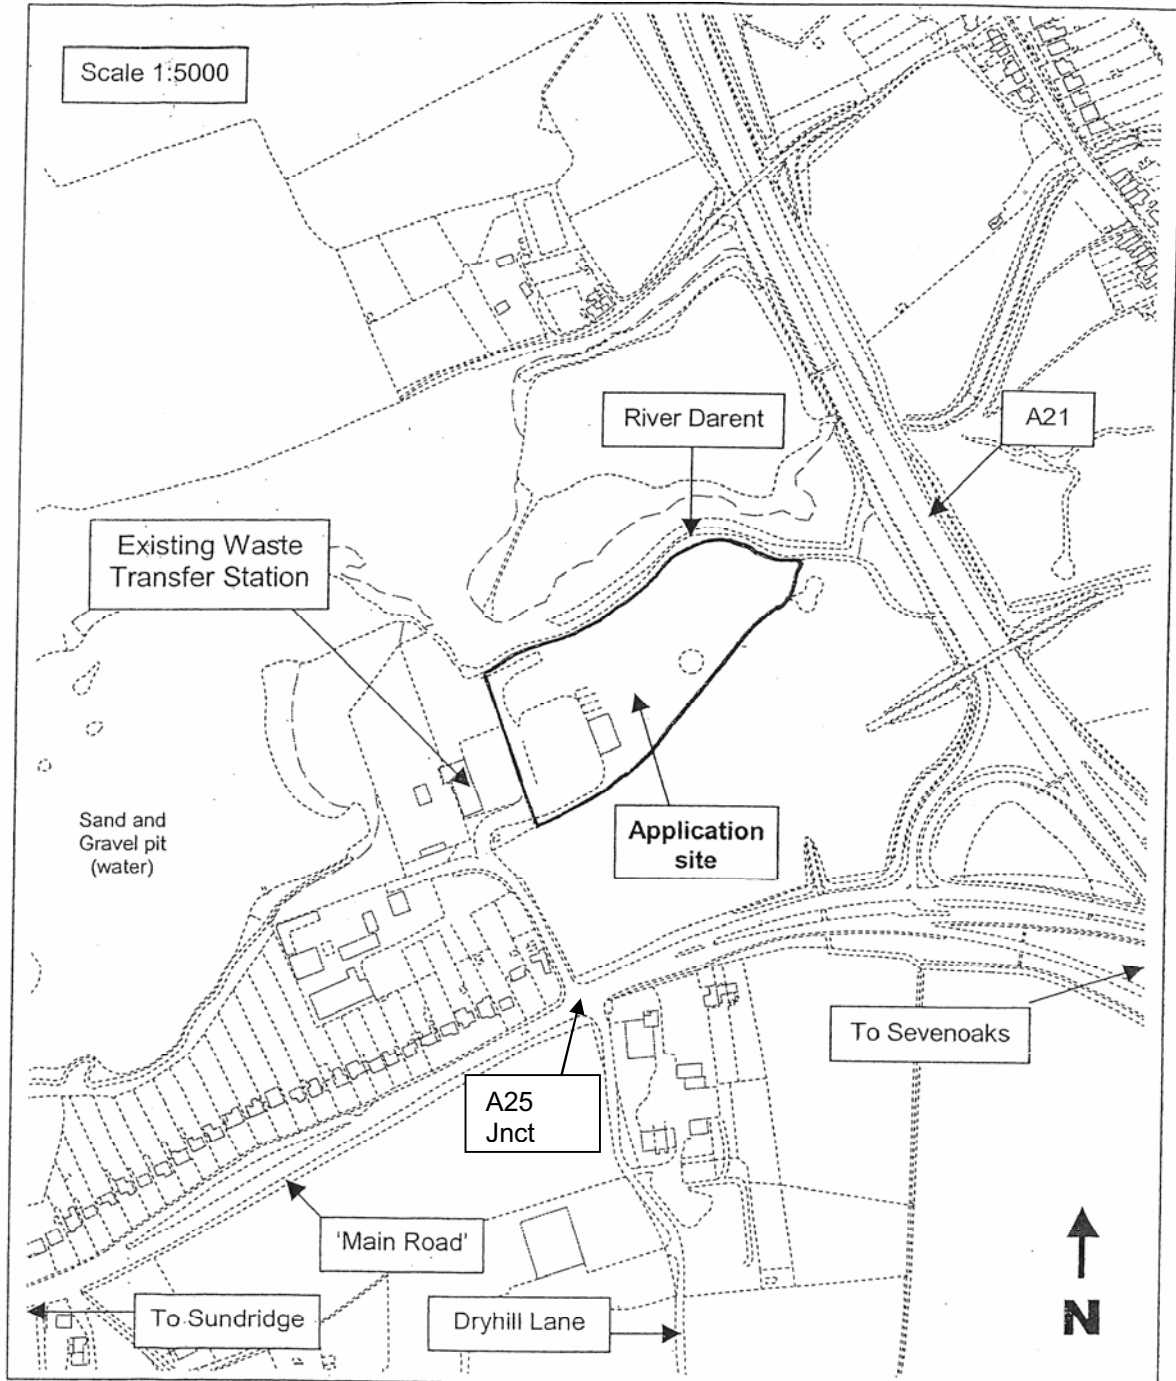 Scale 1:5000
River Darent
A21
Existing Waste
Transfer Station
Sand and
Gravel pit
(water)
Application
site
To Sevenoaks
A25
Jnct
'Main Road'
To Sundridge
Dryhill Lane
N